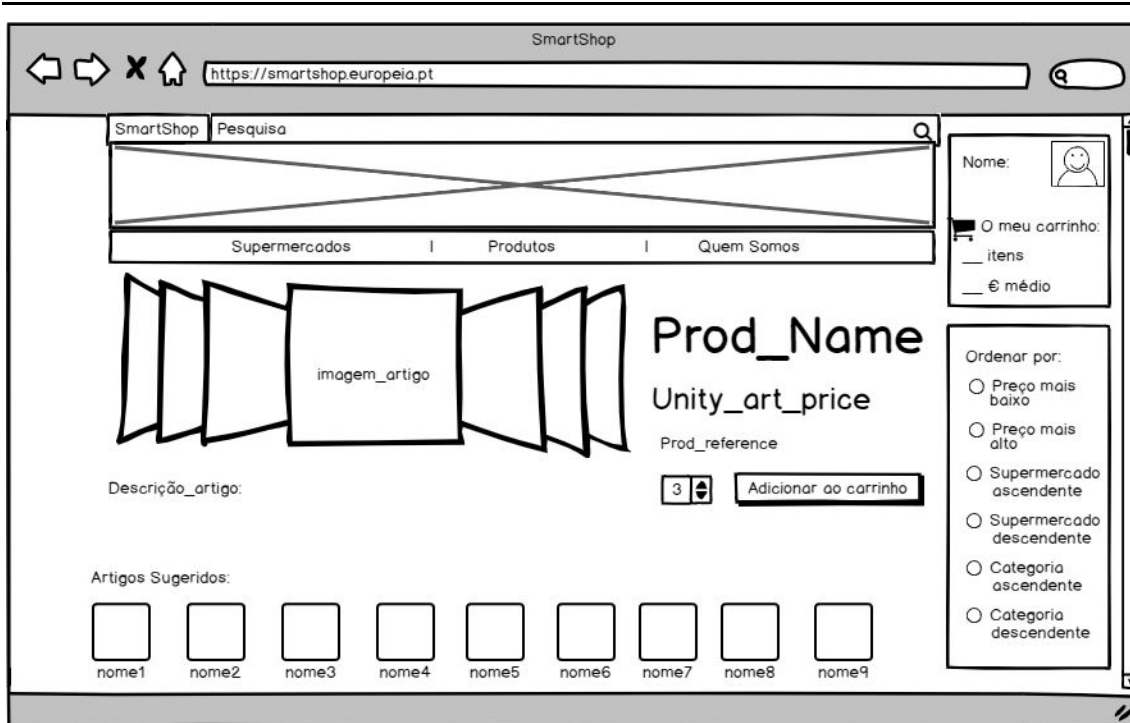 SmartShop
https://smartshop.europeia.pt
SmartShop Pesquisa
Supermercados | Produtos | Quem Somos
imagem_artigo
Prod_Name
Unity_art_price
Prod_reference
3 Adicionar ao carrinho
Descrição_artigo:
Artigos Sugeridos:
nome1 nome2 nome3 nome4 nome5 nome6 nome7 nome8 nome9
Nome:
O meu carrinho:
__ itens
__ € médio
Ordenar por:
Preço mais
baixo
Preço mais
alto
Supermercado
ascendente
Supermercado
descendente
Categoria
ascendente
Categoria
descendente